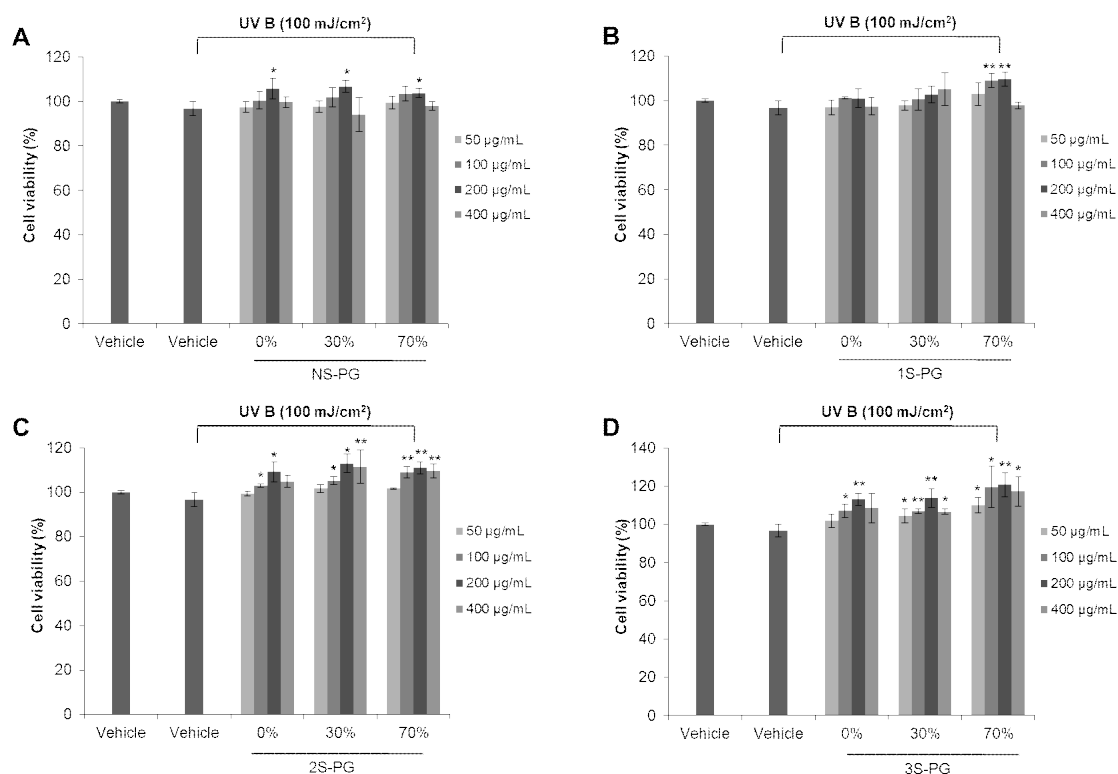 A
UV B (100 mJ/cm²)
120
100
80
60
40
20
0
Cell viability (%)
* * *
Vehicle Vehicle 0% 30% 70%
NS-PG
50 µg/mL
100 µg/mL
200 µg/mL
400 µg/mL
B
UV B (100 mJ/cm²)
120
100
80
60
40
20
0
Cell viability (%)
** **
Vehicle Vehicle 0% 30% 70%
1S-PG
50 µg/mL
100 µg/mL
200 µg/mL
400 µg/mL
C
UV B (100 mJ/cm²)
120
100
80
60
40
20
0
Cell viability (%)
* * * * ** ** ** **
Vehicle Vehicle 0% 30% 70%
2S-PG
50 µg/mL
100 µg/mL
200 µg/mL
400 µg/mL
D
UV B (100 mJ/cm²)
140
120
100
80
60
40
20
0
Cell viability (%)
* ** * ** ** * * * ** *
Vehicle Vehicle 0% 30% 70%
3S-PG
50 µg/mL
100 µg/mL
200 µg/mL
400 µg/mL